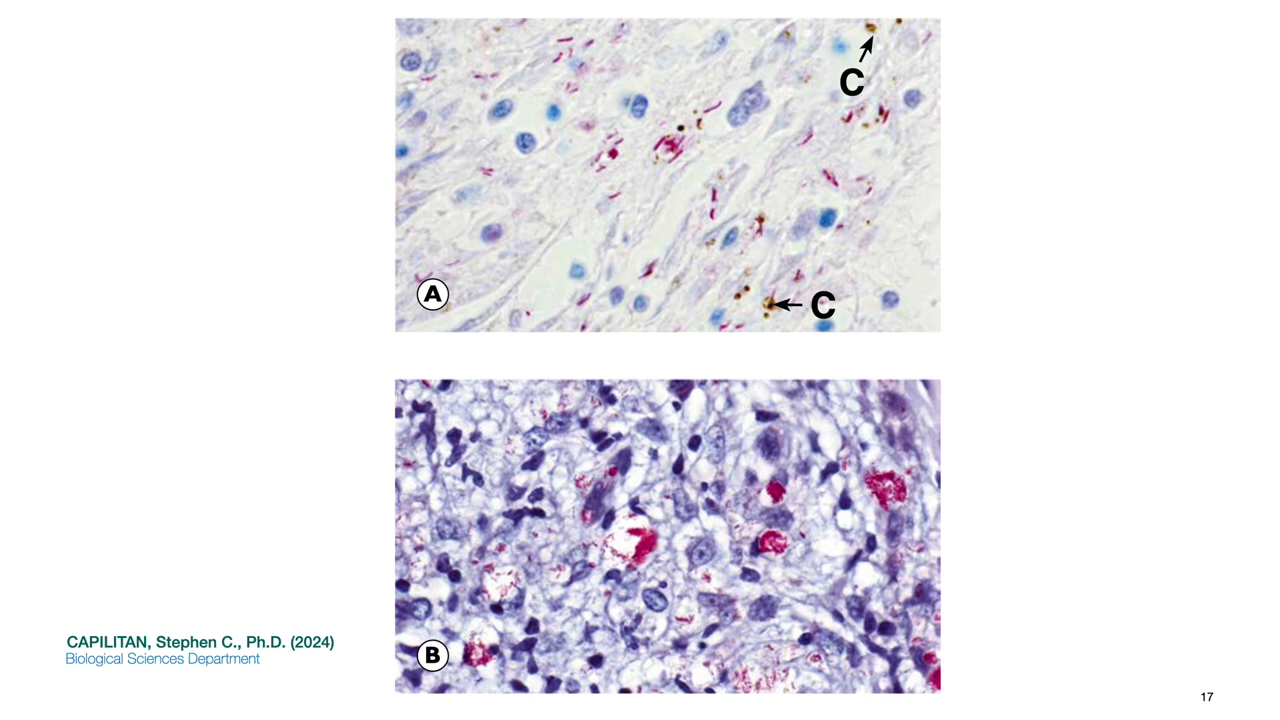 C
C
A
B
CAPILITAN, Stephen C., Ph.D. (2024)
Biological Sciences Department
17